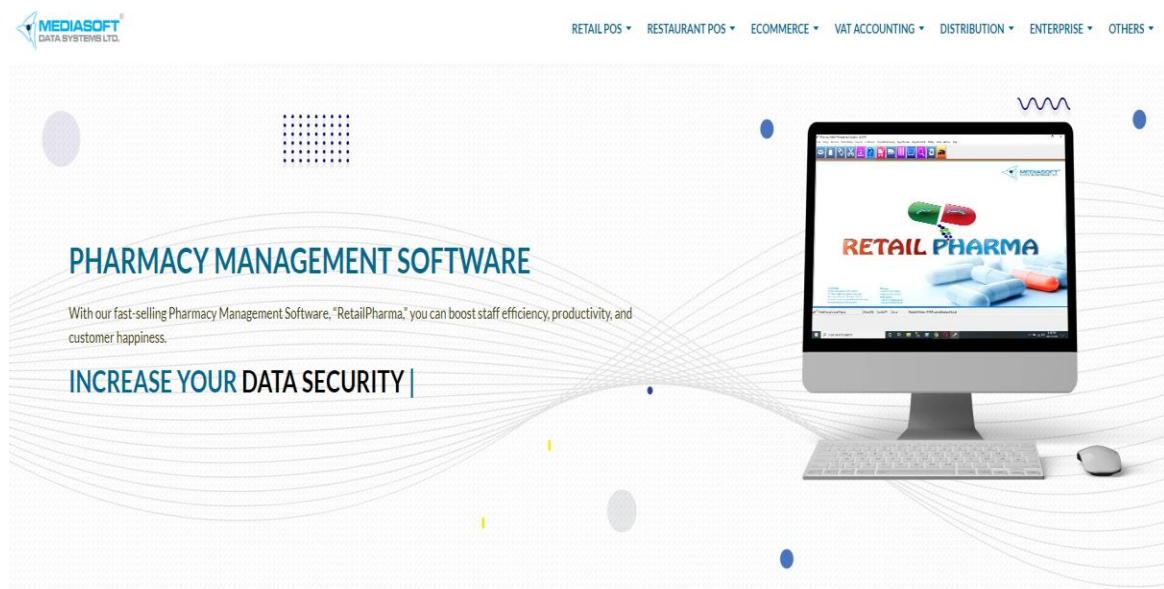 MEDIASOFT
DATA SYSTEMS LTD.
RETAIL POS
RESTAURANT POS
ECOMMERCE
VAT ACCOUNTING
DISTRIBUTION
ENTERPRISE
OTHERS
MEDIASOFT
RETAIL PHARMA
PHARMACY MANAGEMENT SOFTWARE
With our fast-selling Pharmacy Management Software, "RetailPharma," you can boost staff efficiency, productivity, and
customer happiness.
INCREASE YOUR DATA SECURITY |